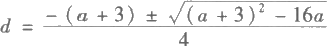 d = \frac{-(a+3) \pm \sqrt{(a+3)^2 - 16a}}{4}